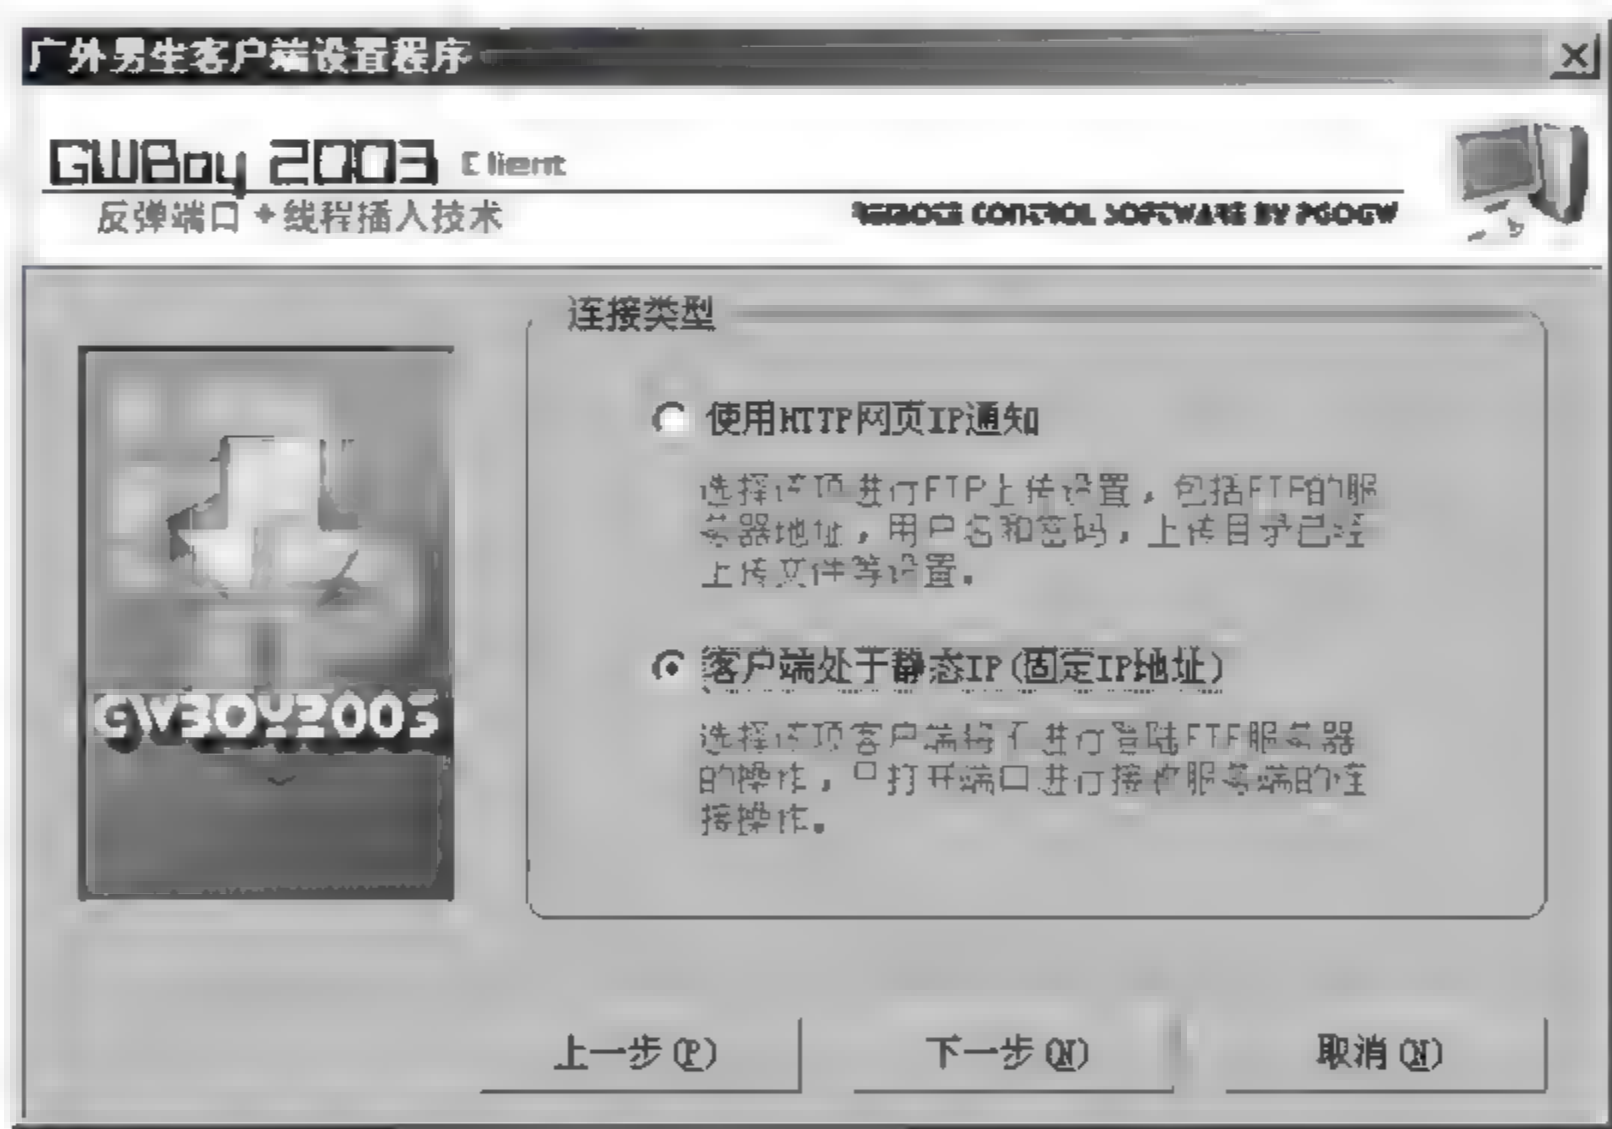 广外男生客户端设置程序
GWBoy 2003 Client
反弹端口+线程插入技术
REMOTE CONTROL SOFTWARE BY PGOGW
连接类型
使用HTTP网页IP通知
选择该项进行FTP上传设置,包括FTP的服
务器地址,用户名和密码,上传目录已经
上传文件等设置。
客户端处于静态IP(固定IP地址)
选择该项客户端将不进行登陆FTP服务器
的操作,只打开端口进行接收服务端的连
接操作。
GWBOY2003
上一步(P)
下一步(N)
取消(N)